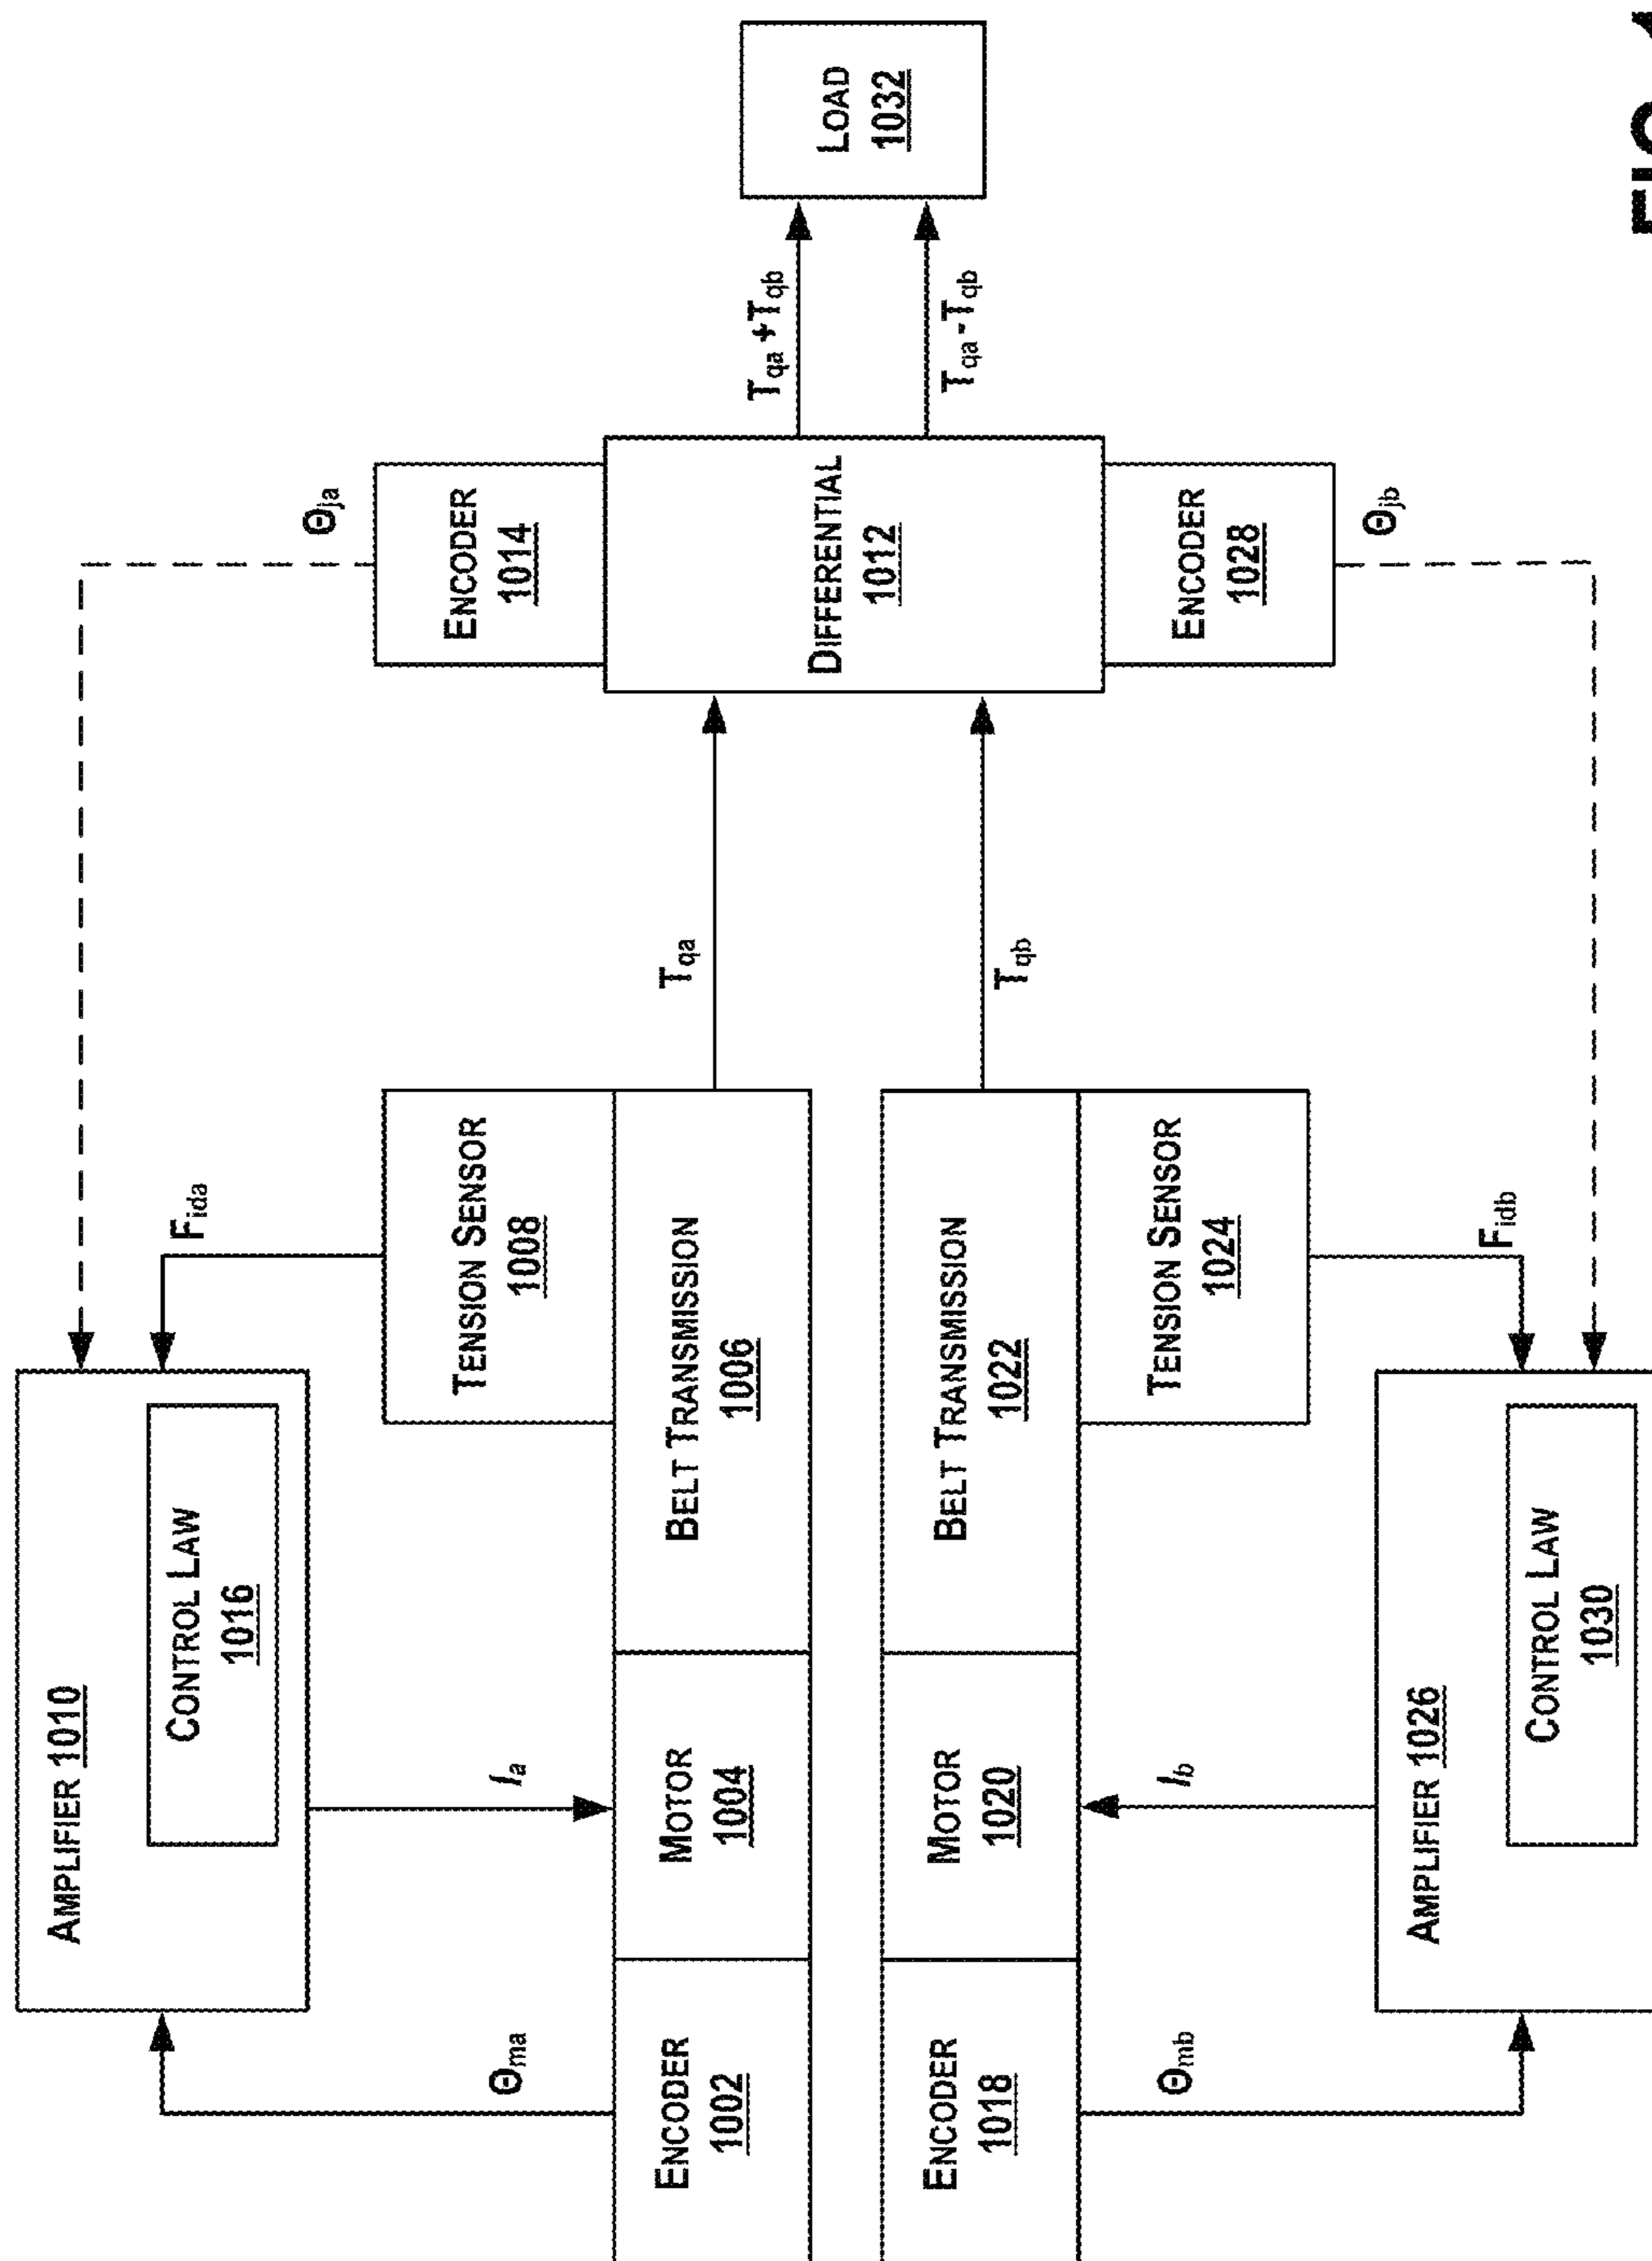 AMPLIFIER 1010
CONTROL LAW
1016
Θma
Ia
Fida
Θja
ENCODER
1002
MOTOR
1004
BELT TRANSMISSION
1006
TENSION SENSOR
1008
Tqa
ENCODER
1014
DIFFERENTIAL
1012
ENCODER
1028
Tqa +Tqb
Tqa -Tqb
LOAD
1032
ENCODER
1018
MOTOR
1020
BELT TRANSMISSION
1022
TENSION SENSOR
1024
Tqb
Θmb
Ib
Fidb
Θjb
AMPLIFIER 1026
CONTROL LAW
1030